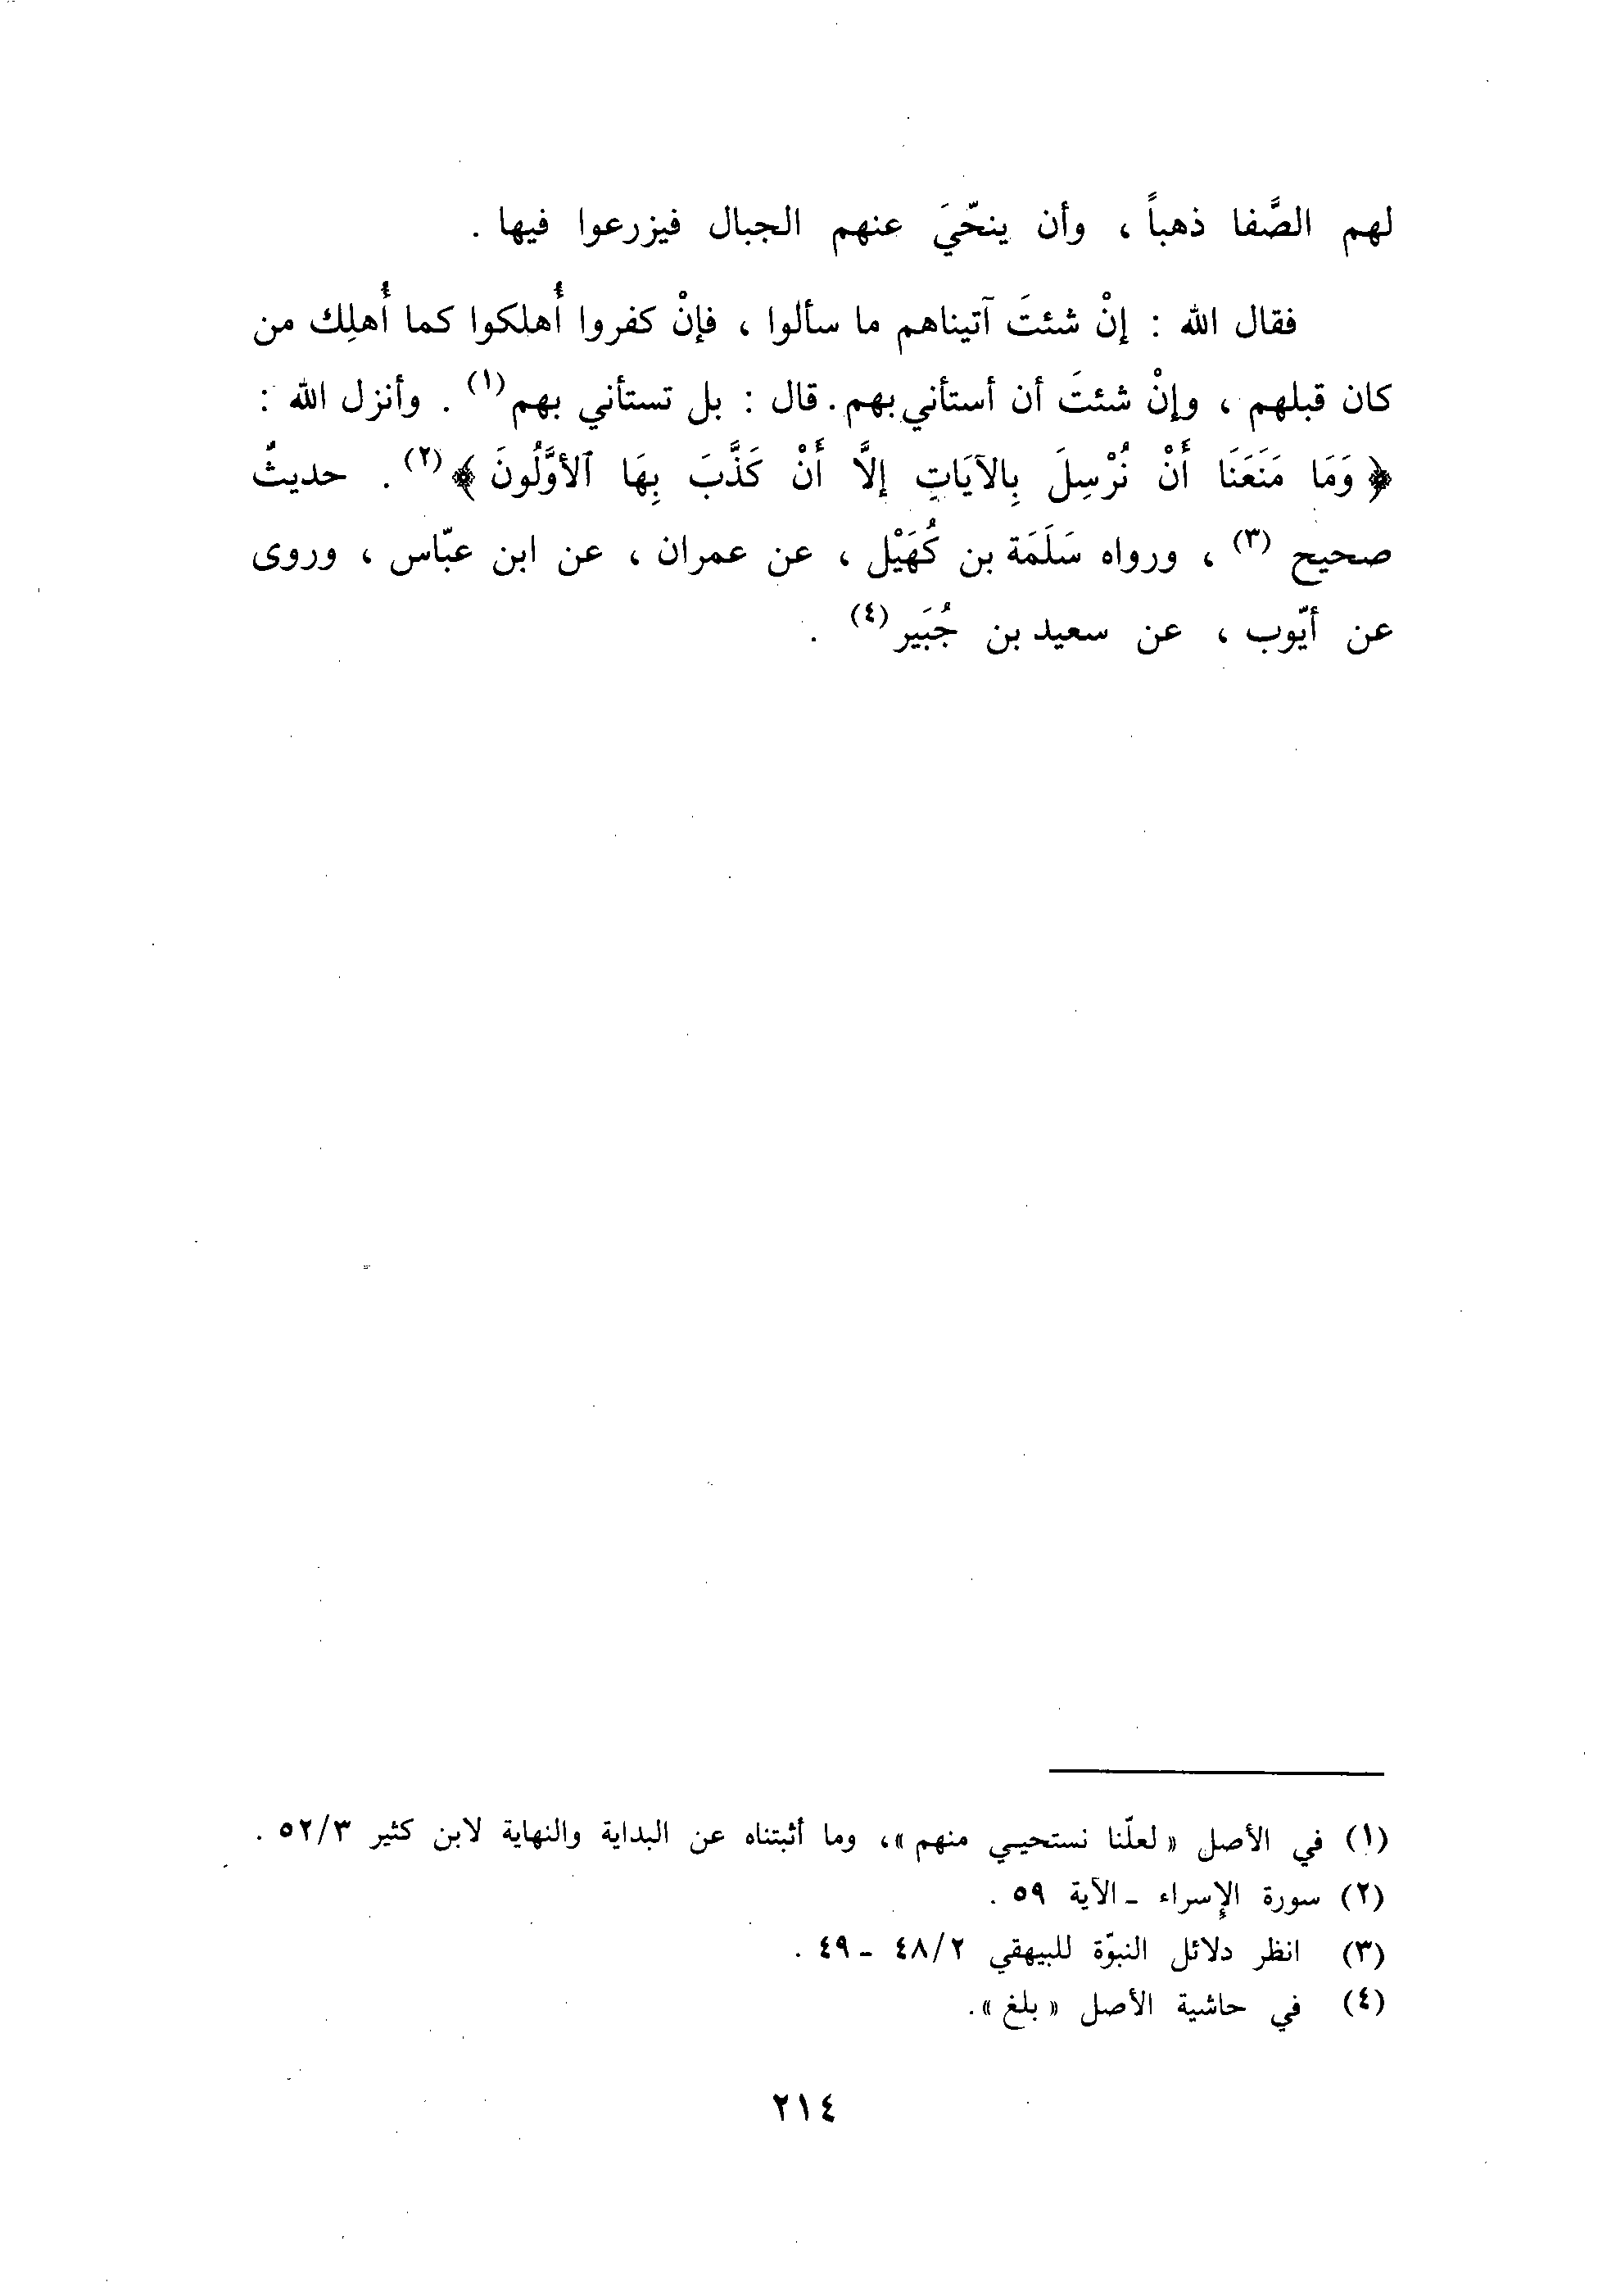 لهم الصَّفا ذهباً ، وأن ينحّيَ عنهم الجبال فيزرعوا فيها .
فقال الله : إنْ شئتَ آتيناهم ما سألوا ، فإنْ كفروا أُهلكوا كما أُهلِك من
كان قبلهم ، وإنْ شئتَ أن أستأني بهم . قال : بل تستأني بهم (١) . وأنزل الله :
﴿ وَمَا مَنَعَنَا أَنْ نُرْسِلَ بِالآيَاتِ إلَّا أَنْ كَذَّبَ بِهَا ٱلأوَّلُونَ ﴾ (٢) . حديثٌ
صحيح (٣) ، ورواه سَلَمَة بن كُهَيْل ، عن عمران ، عن ابن عبّاس ، وروى
عن أيّوب ، عن سعيد بن جُبَير (٤) .
(١) في الأصل « لعلّنا نستحيي منهم »، وما أثبتناه عن البداية والنهاية لابن كثير ٥٢/٣ .
(٢) سورة الإسراء - الآية ٥٩ .
(٣) انظر دلائل النبوّة للبيهقي ٤٨/٢ - ٤٩ .
(٤) في حاشية الأصل « بلغ ».
٢١٤